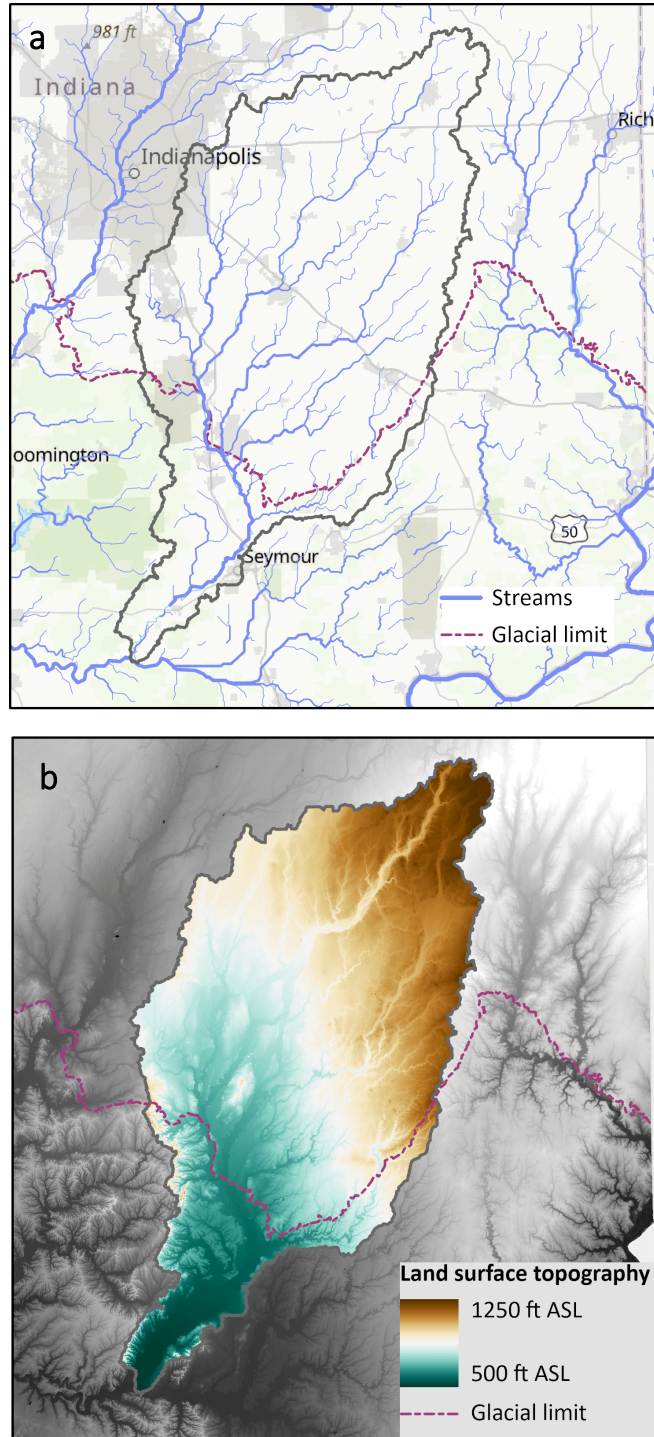 a
981 ft
Indiana
Rich
Indianapolis
oomington
50
Seymour
Streams
Glacial limit
b
Land surface topography
1250 ft ASL
500 ft ASL
Glacial limit